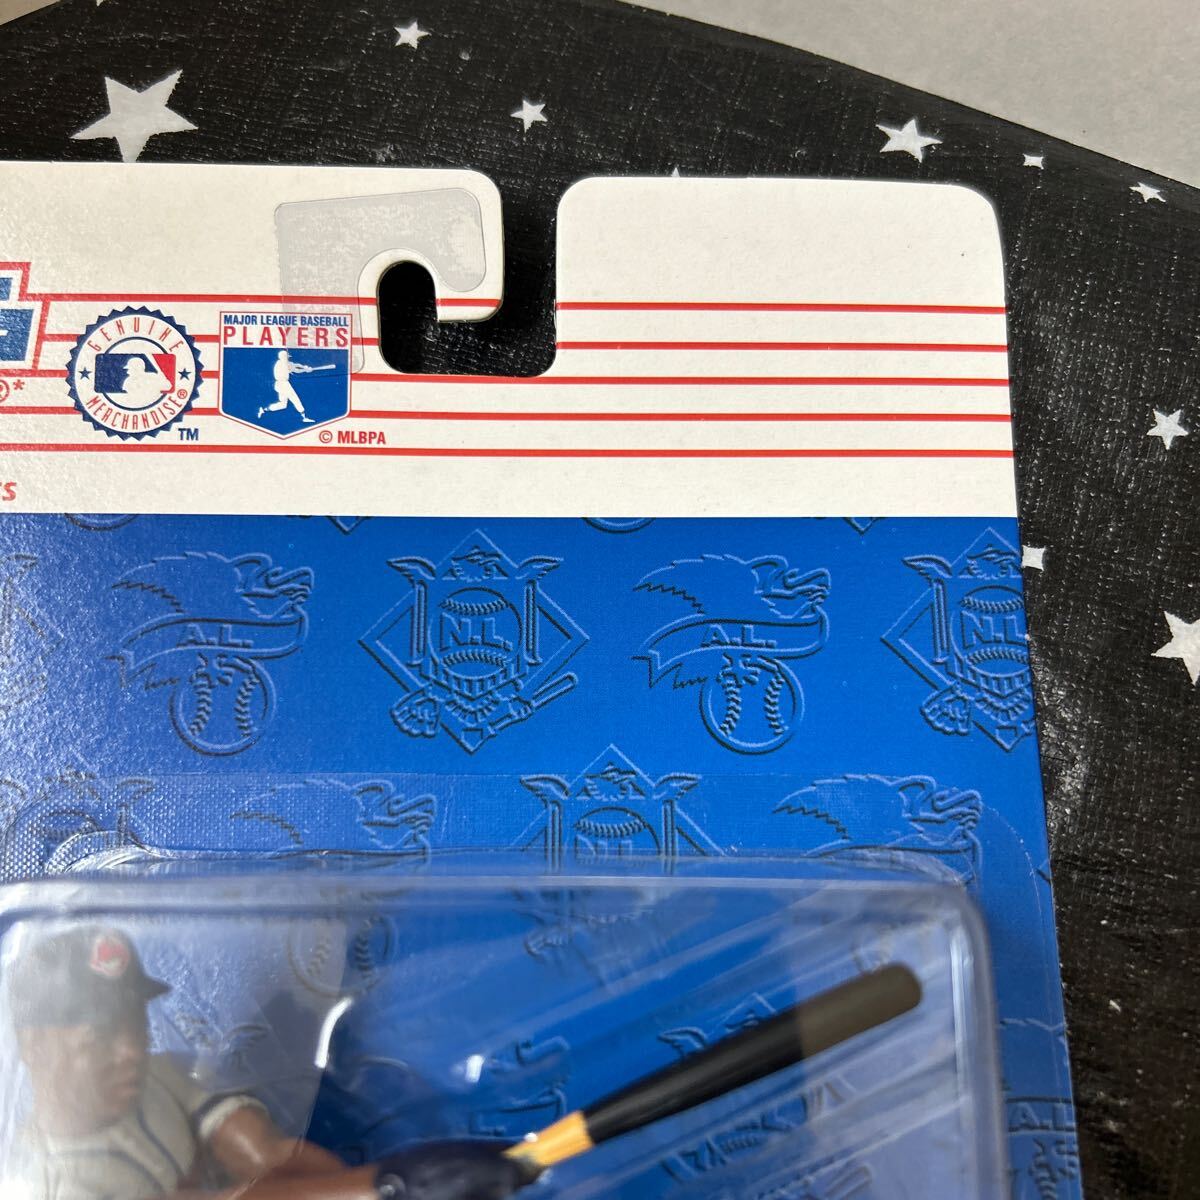 MAJOR LEAGUE BASEBALL
PLAYERS
GENUINE
MERCHANDISE®
TM
© MLBPA
®*
A.L.
N.L.
A.L.
N.L.
N.L.
A.L.